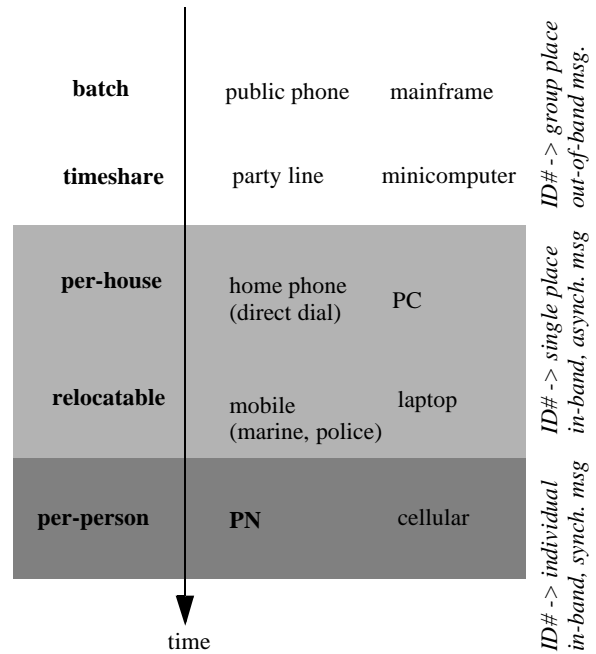 batch public phone mainframe
timeshare party line minicomputer
per-house home phone PC
(direct dial)
relocatable mobile laptop
(marine, police)
per-person PN cellular
time
ID# -> group place
out-of-band msg.
ID# -> single place
in-band, asynch. msg
ID# -> individual
in-band, synch. msg